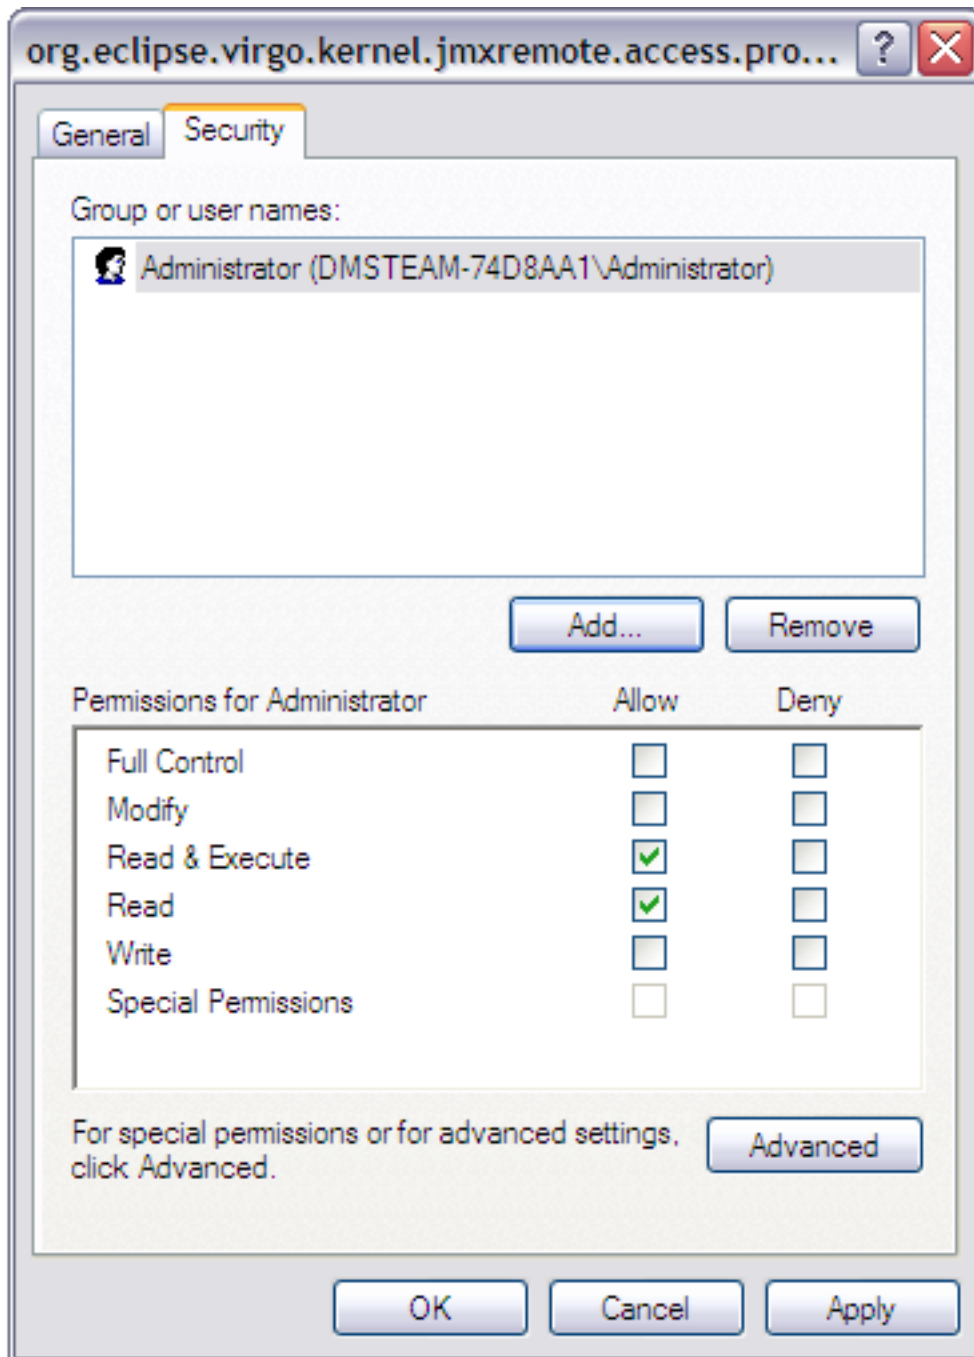 org.eclipse.virgo.kernel.jmxremote.access.pro... ?
General Security
Group or user names:
Administrator (DMSTEAM-74D8AA1\Administrator)
Add... Remove
Permissions for Administrator Allow Deny
Full Control
Modify
Read & Execute
Read
Write
Special Permissions
For special permissions or for advanced settings,
click Advanced.
Advanced
OK Cancel Apply